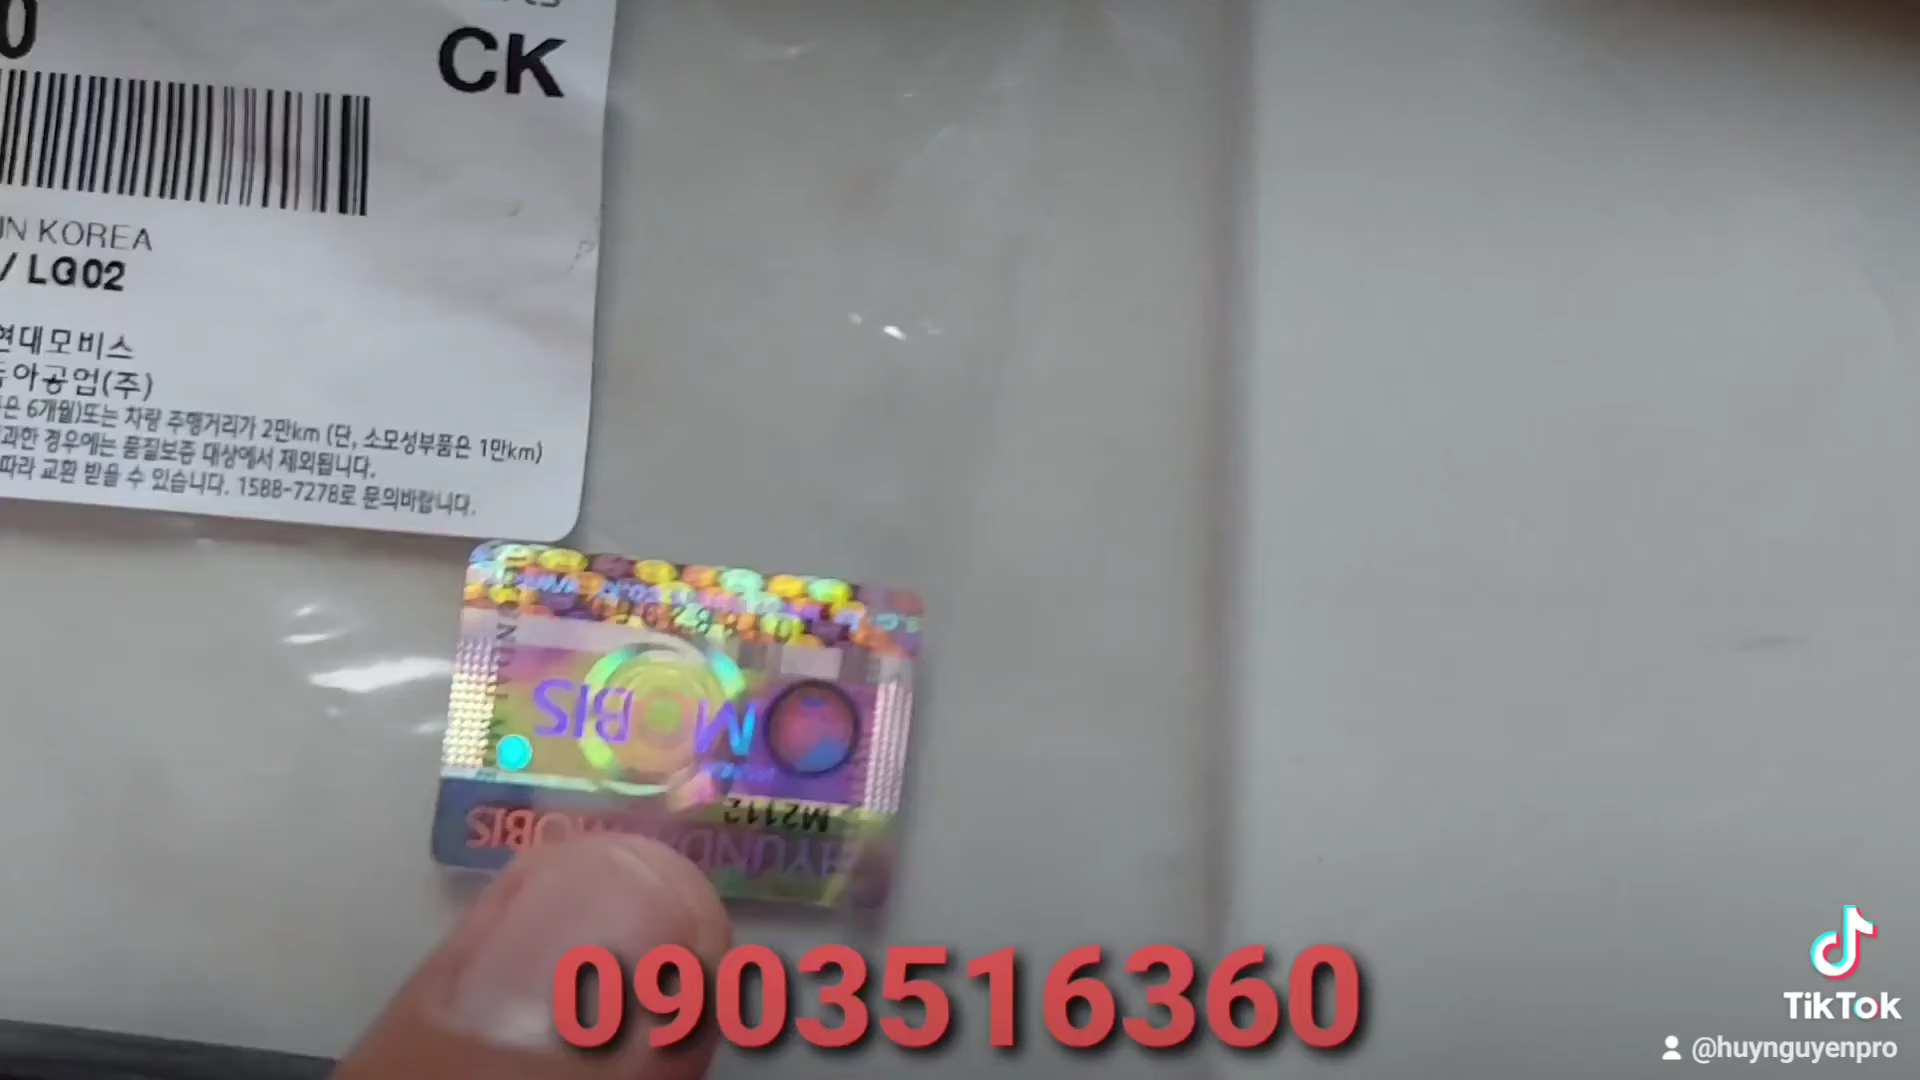 0
CK
IN KOREA
/ LG02
현대모비스
동아공업(주)
은 6개월)또는 차량 주행거리가 2만km (단, 소모성부품은 1만km)
과한 경우에는 품질보증 대상에서 제외됩니다.
따라 교환 받을 수 있습니다. 1588-7278로 문의바랍니다.
MOBIS
M2112
HYUNDAI MOBIS
0903516360
TikTok
@huynguyenpro